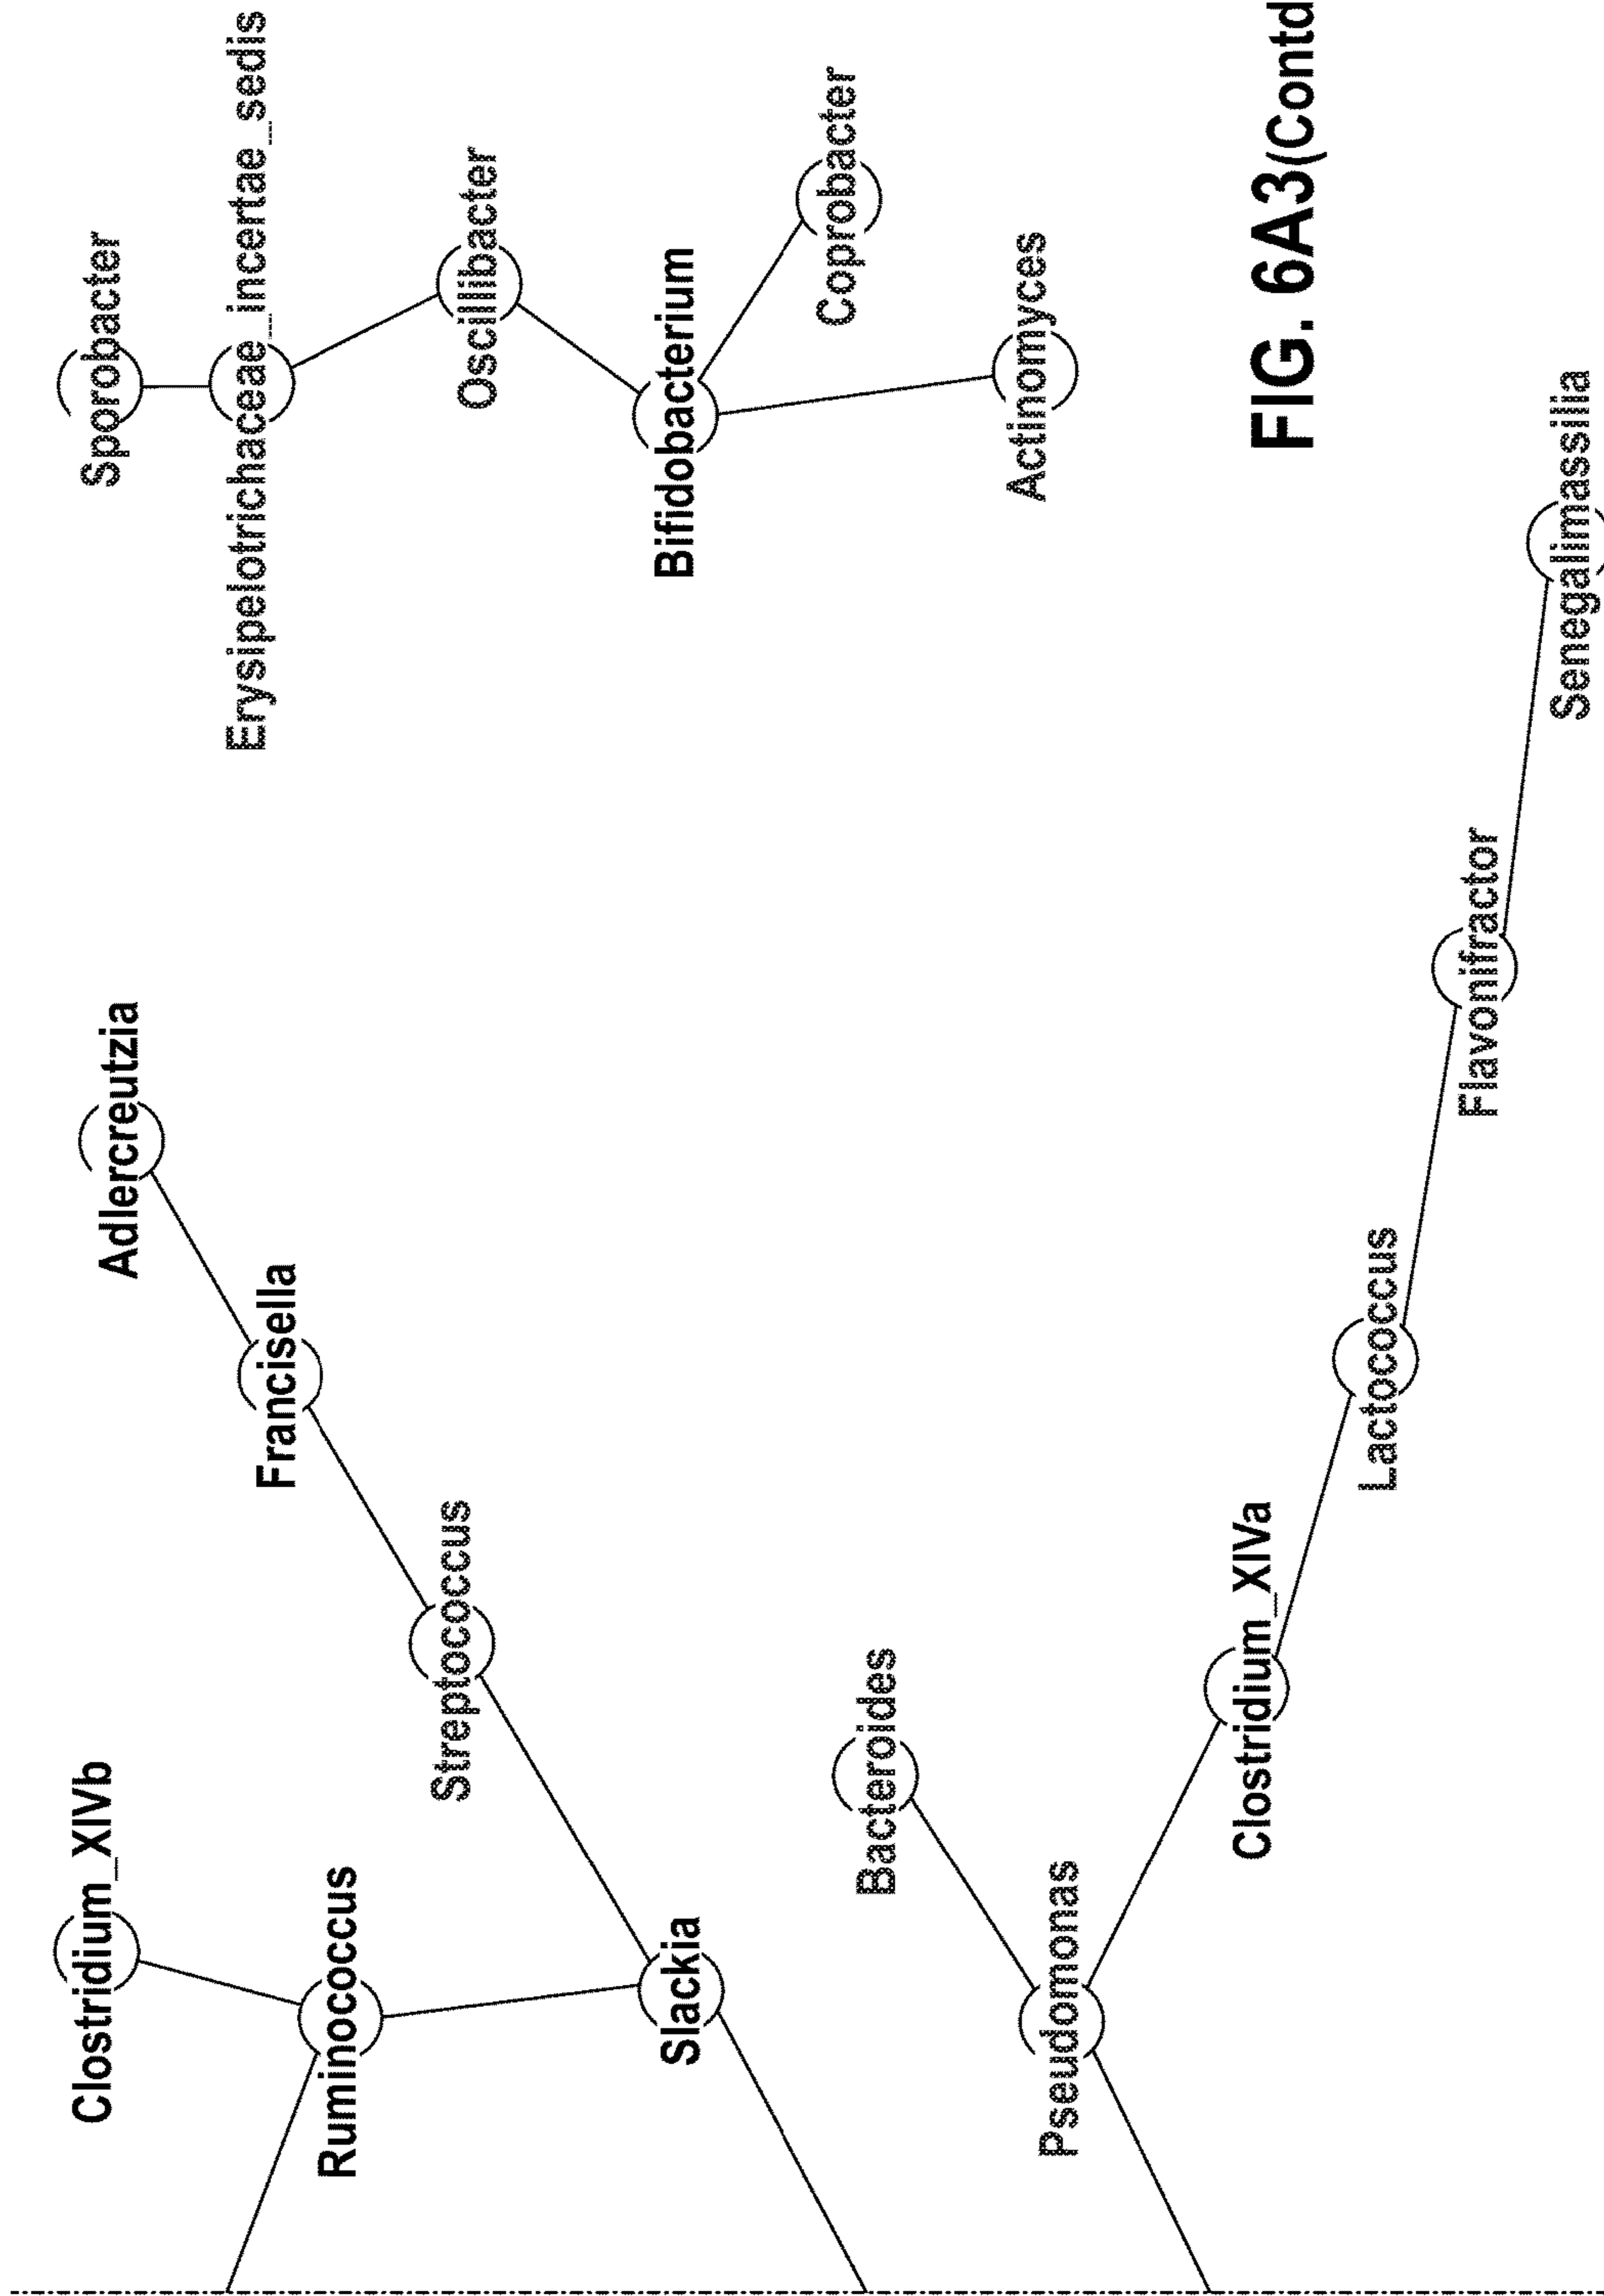 Sporobacter
Erysipelotrichaceae_incertae_sedis
Oscillibacter
Bifidobacterium
Coprobacter
Actinomyces
Clostridium_XIVb
Ruminococcus
Slackia
Streptococcus
Francisella
Adlercreutzia
Bacteroides
Pseudomonas
Clostridium_XIVa
Lactococcus
Flavonifractor
Senegalimassilia
FIG. 6A3(Contd